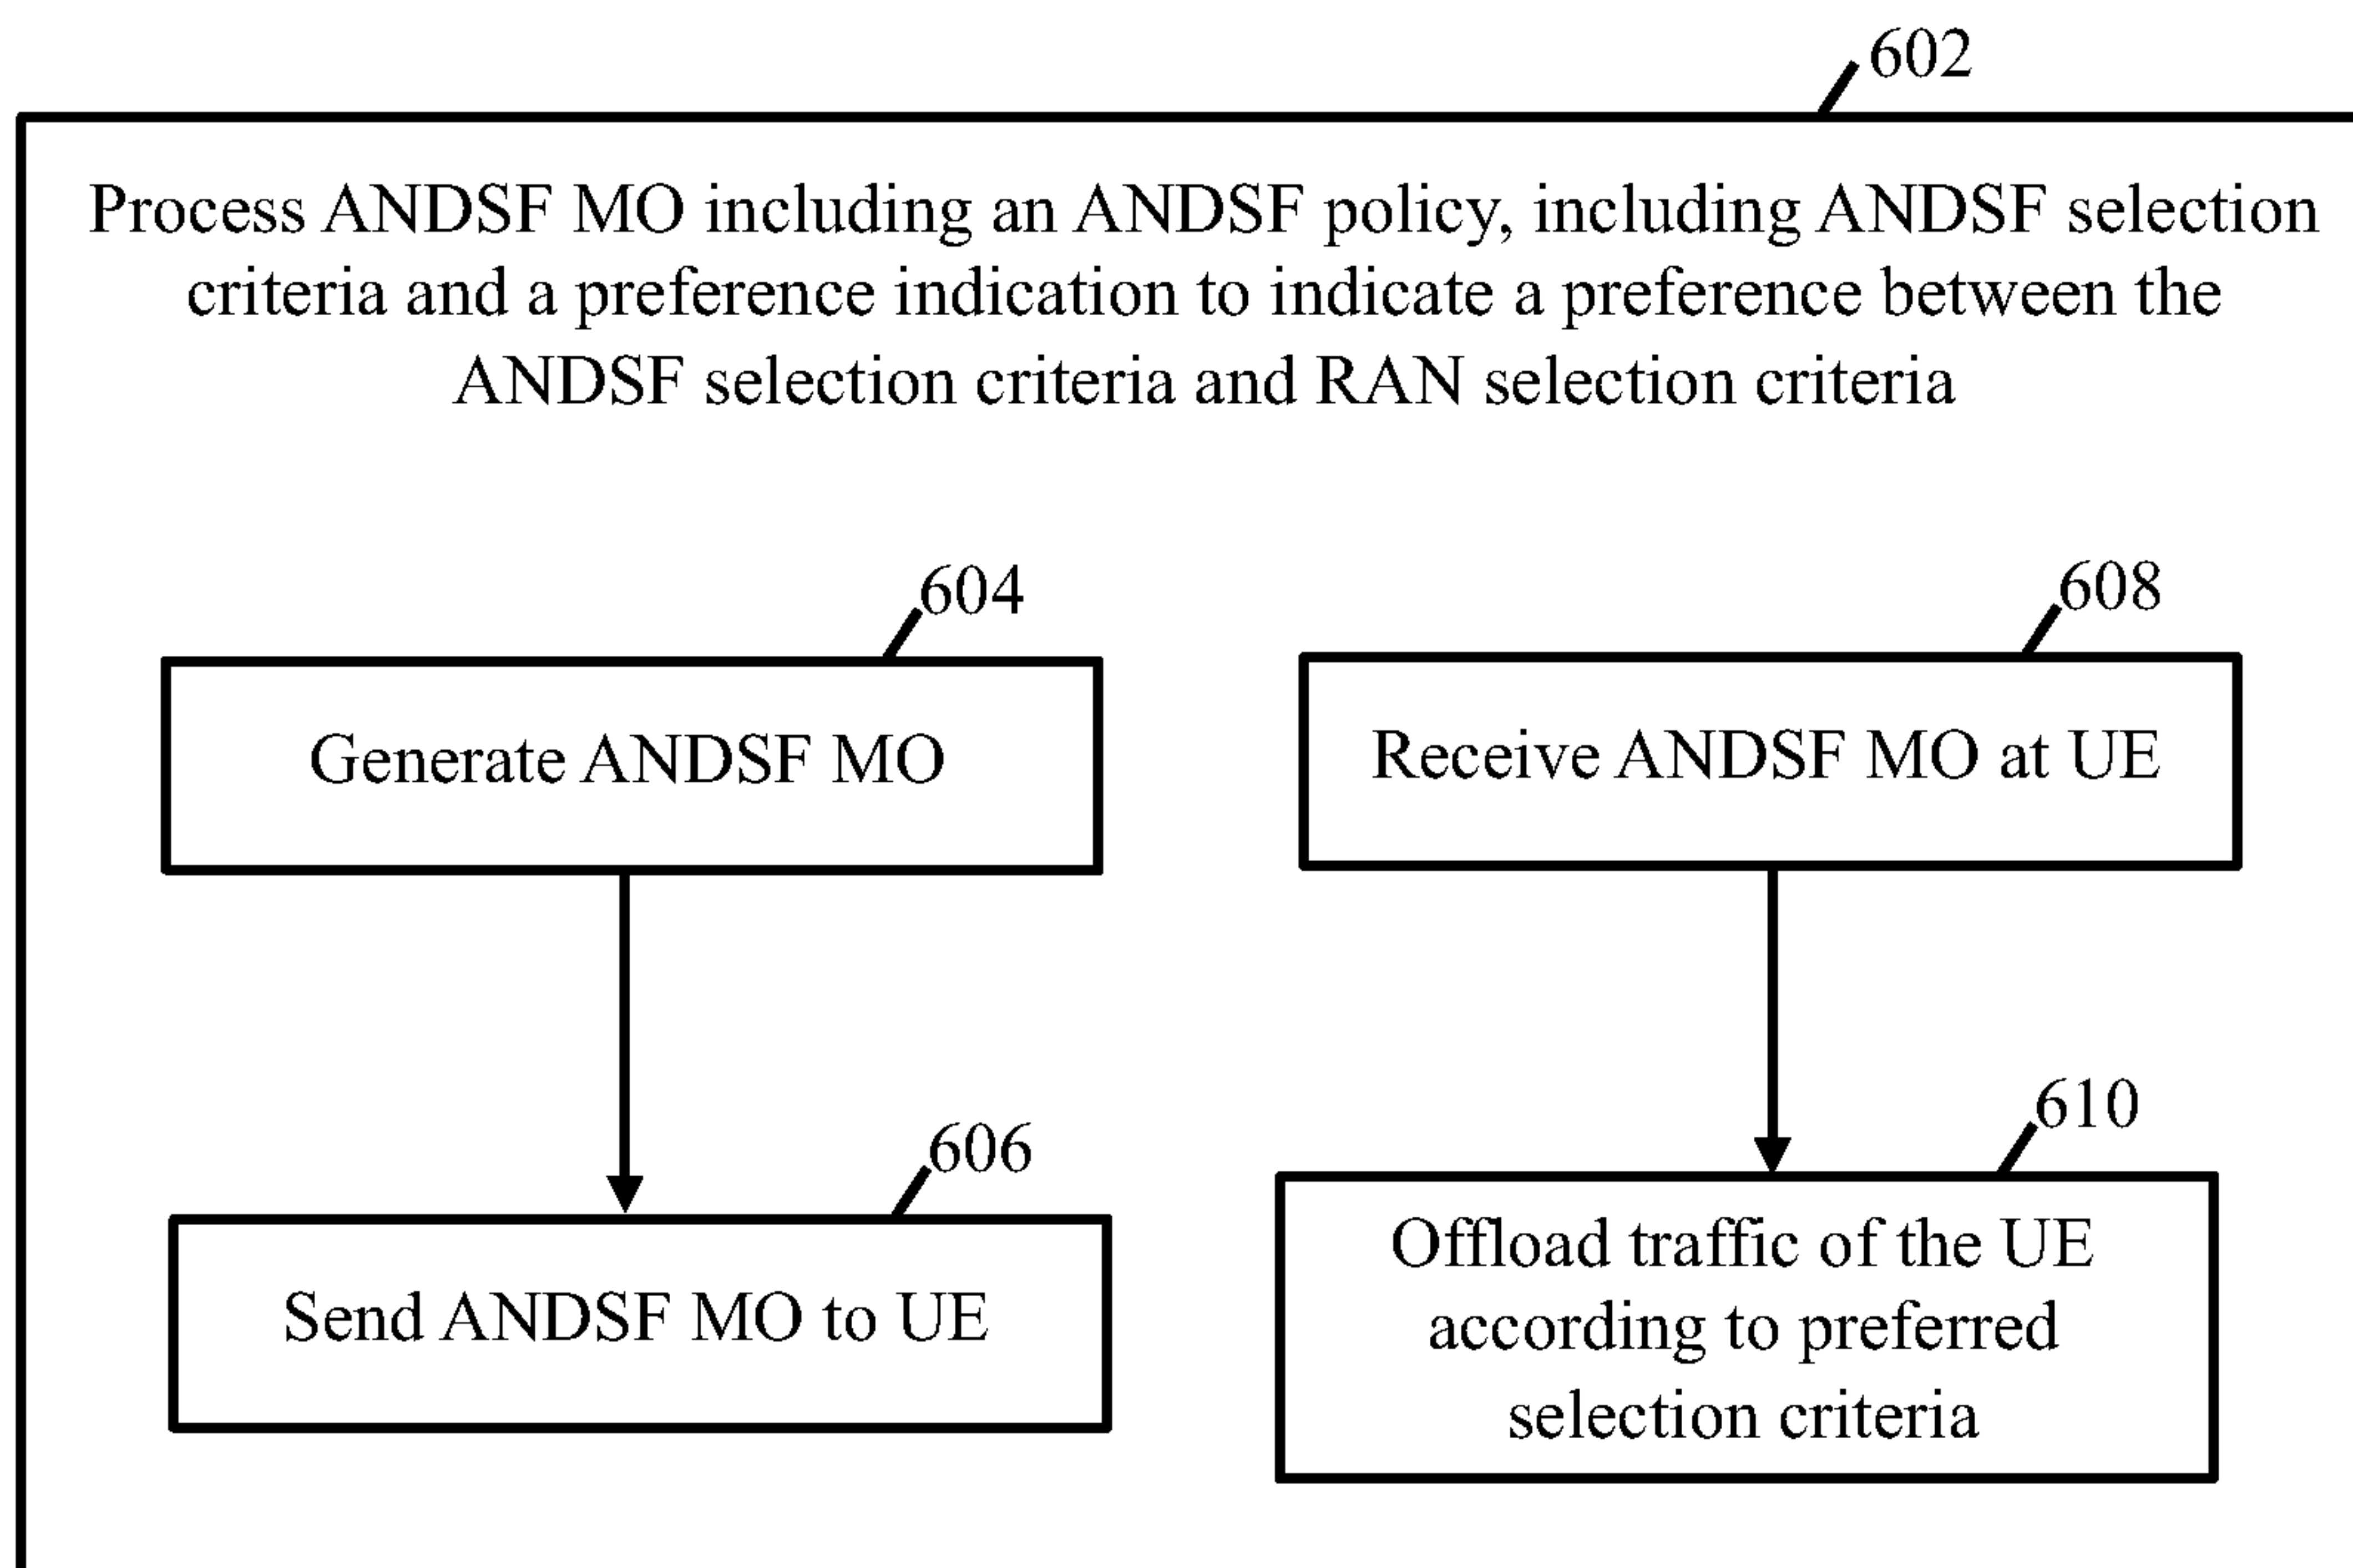 602
Process ANDSF MO including an ANDSF policy, including ANDSF selection
criteria and a preference indication to indicate a preference between the
ANDSF selection criteria and RAN selection criteria
604
Generate ANDSF MO
606
Send ANDSF MO to UE
608
Receive ANDSF MO at UE
610
Offload traffic of the UE
according to preferred
selection criteria